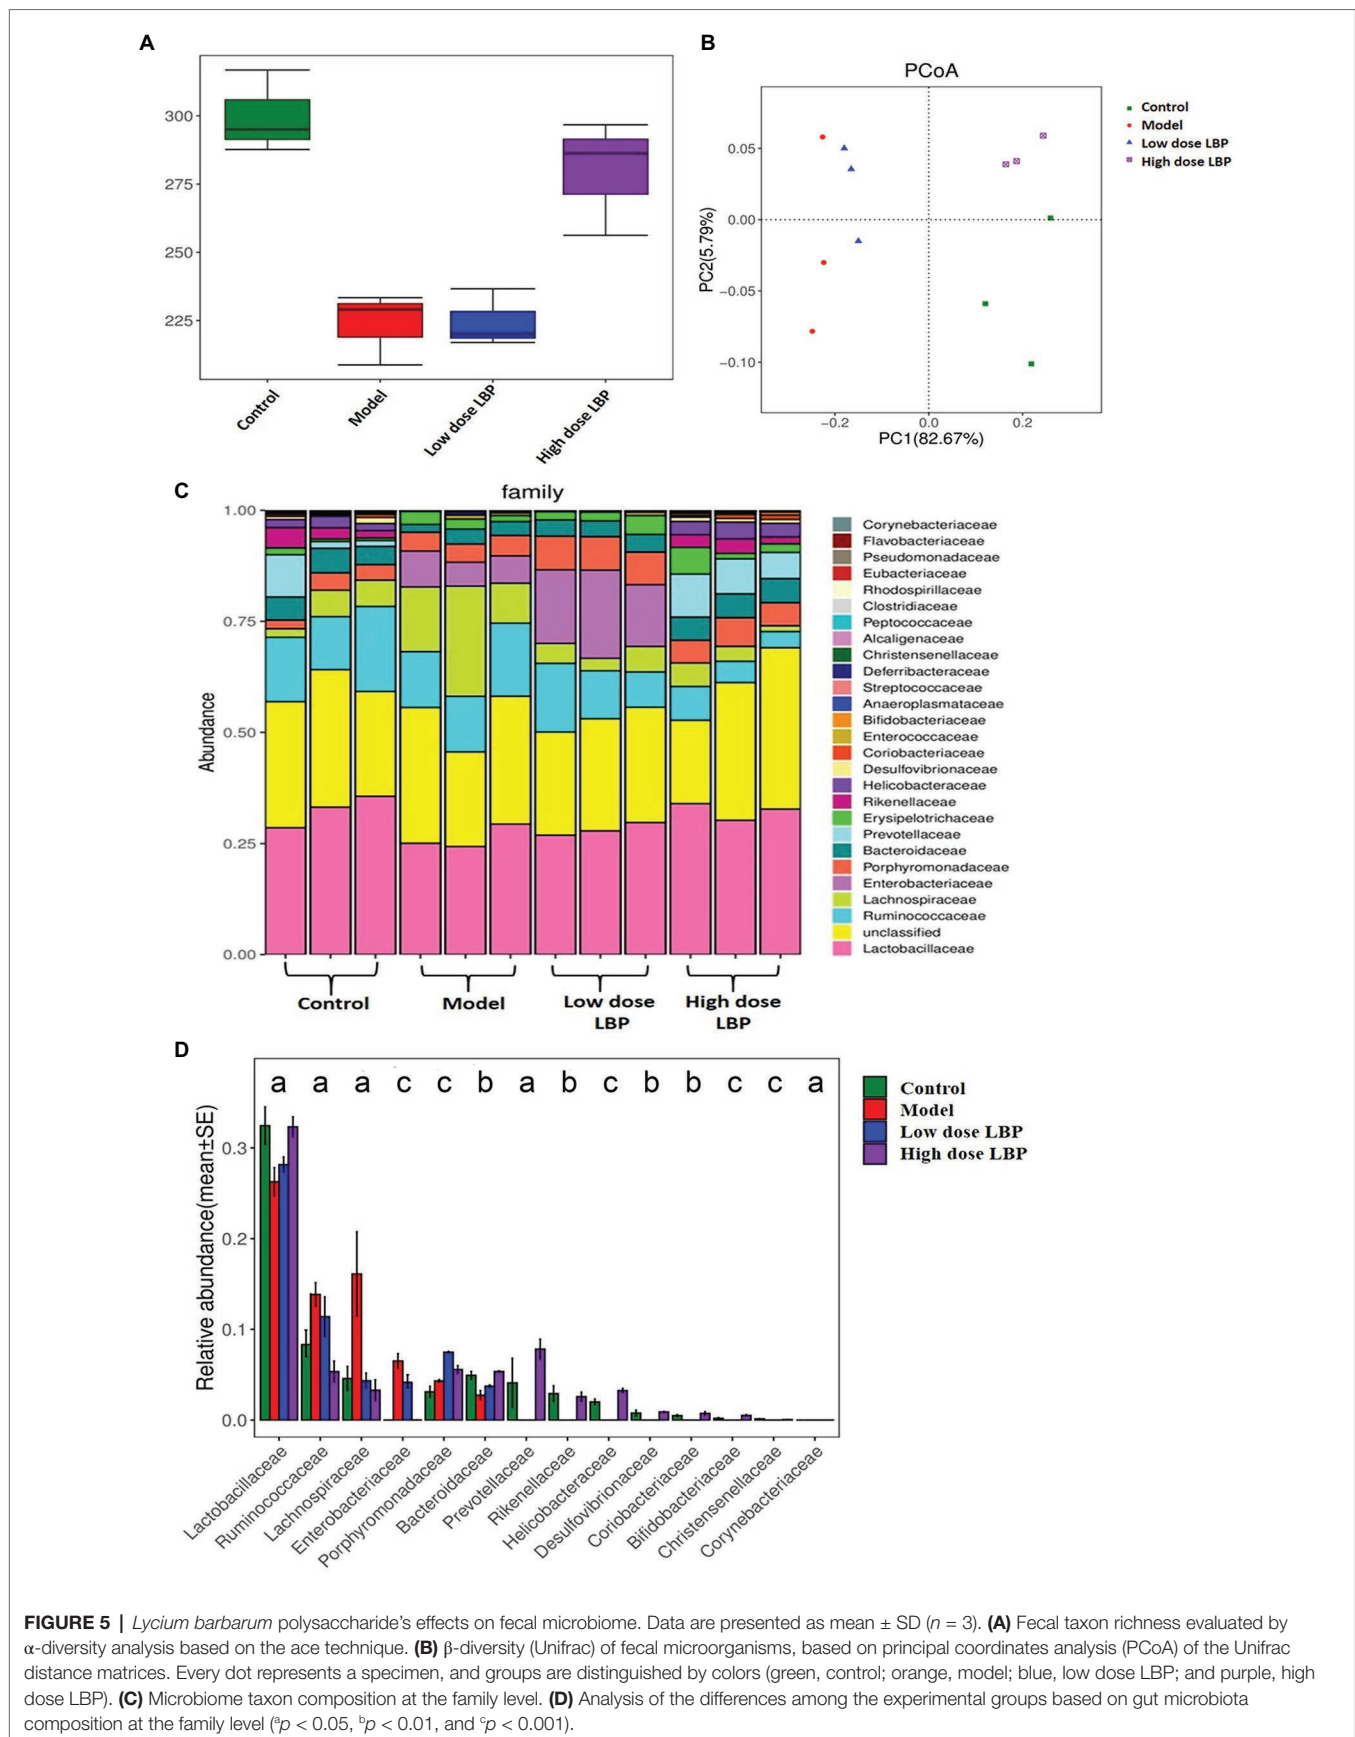 A
300
275
250
225
Control
Model
Low dose LBP
High dose LBP
B
PCoA
PC2(5.79%)
0.05
0.00
−0.05
−0.10
−0.2
0.0
0.2
PC1(82.67%)
Control
Model
Low dose LBP
High dose LBP
C
family
Abundance
1.00
0.75
0.50
0.25
0.00
Control
Model
Low dose
LBP
High dose
LBP
Corynebacteriaceae
Flavobacteriaceae
Pseudomonadaceae
Eubacteriaceae
Rhodospirillaceae
Clostridiaceae
Peptococcaceae
Alcaligenaceae
Christensenellaceae
Deferribacteraceae
Streptococcaceae
Anaeroplasmataceae
Bifidobacteriaceae
Enterococcaceae
Coriobacteriaceae
Desulfovibrionaceae
Helicobacteraceae
Rikenellaceae
Erysipelotrichaceae
Prevotellaceae
Bacteroidaceae
Porphyromonadaceae
Enterobacteriaceae
Lachnospiraceae
Ruminococcaceae
unclassified
Lactobacillaceae
D
Relative abundance(mean±SE)
a a a c c b a b c b b c c a
0.3
0.2
0.1
0.0
Lactobacillaceae
Ruminococcaceae
Lachnospiraceae
Enterobacteriaceae
Porphyromonadaceae
Bacteroidaceae
Prevotellaceae
Rikenellaceae
Helicobacteraceae
Desulfovibrionaceae
Coriobacteriaceae
Bifidobacteriaceae
Christensenellaceae
Corynebacteriaceae
Control
Model
Low dose LBP
High dose LBP
FIGURE 5 | Lycium barbarum polysaccharide's effects on fecal microbiome. Data are presented as mean ± SD (n = 3). (A) Fecal taxon richness evaluated by
α-diversity analysis based on the ace technique. (B) β-diversity (Unifrac) of fecal microorganisms, based on principal coordinates analysis (PCoA) of the Unifrac
distance matrices. Every dot represents a specimen, and groups are distinguished by colors (green, control; orange, model; blue, low dose LBP; and purple, high
dose LBP). (C) Microbiome taxon composition at the family level. (D) Analysis of the differences among the experimental groups based on gut microbiota
composition at the family level (ᵃp < 0.05, ᵇp < 0.01, and ᶜp < 0.001).